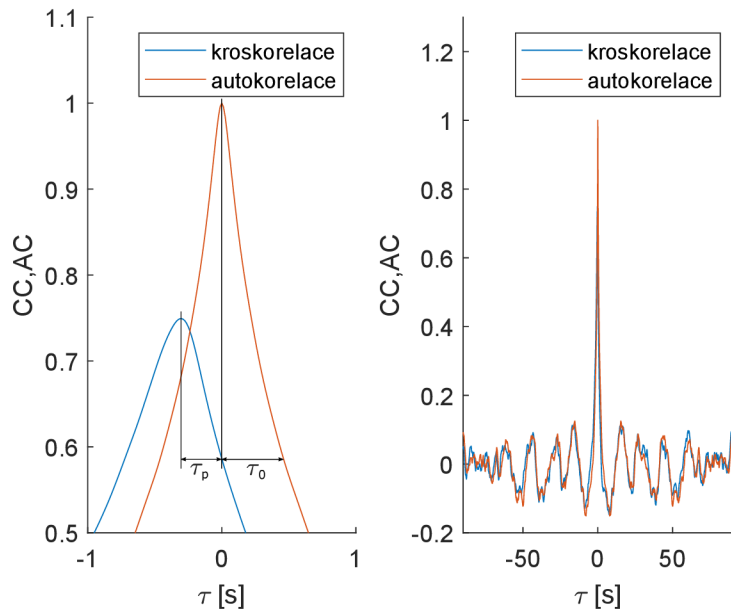 1.1
1
0.9
0.8
0.7
0.6
0.5
CC,AC
-1
0
1
τ [s]
kroskorelace
autokorelace
τp
τ0
1.2
1
0.8
0.6
0.4
0.2
0
-0.2
CC,AC
-50
0
50
τ [s]
kroskorelace
autokorelace